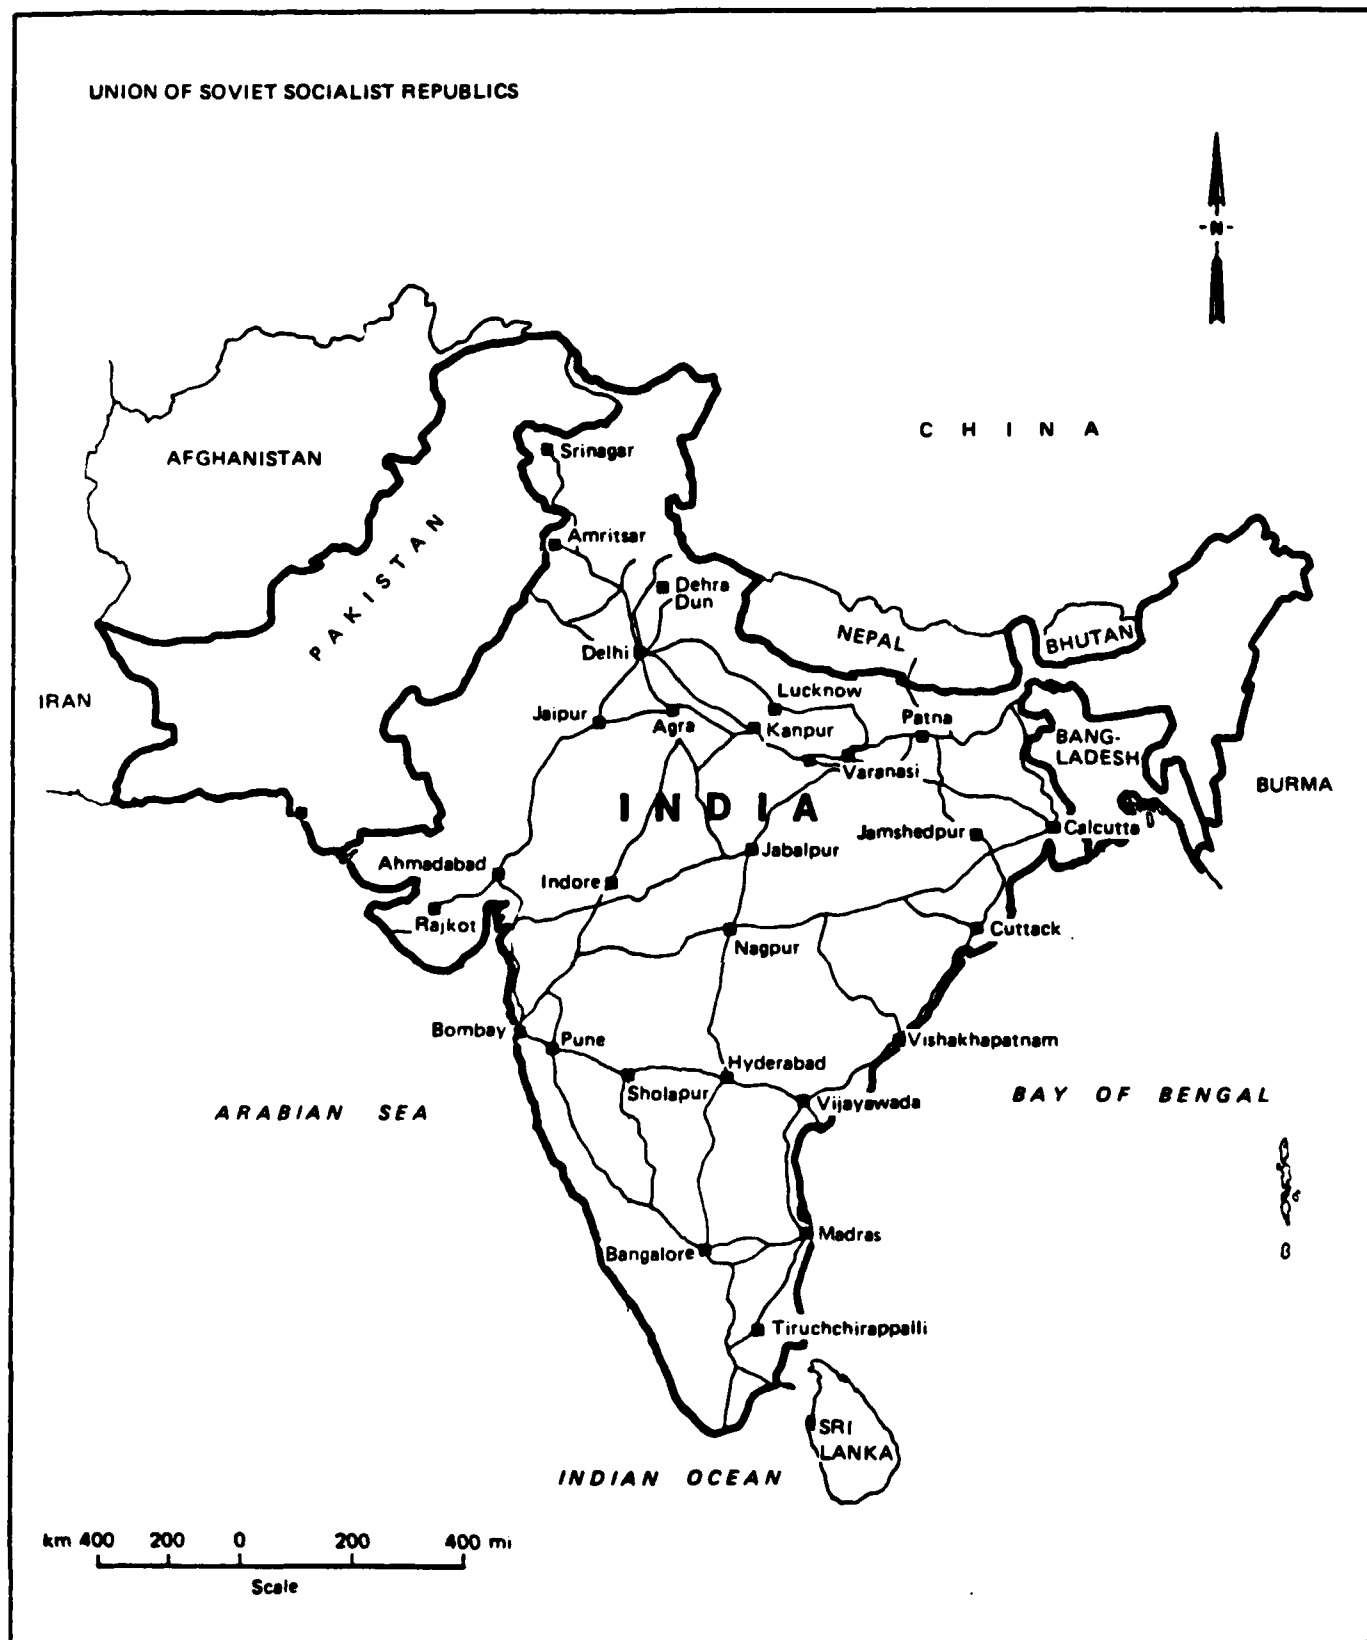 UNION OF SOVIET SOCIALIST REPUBLICS
-N-
CHINA
AFGHANISTAN
Srinagar
PAKISTAN
Amritsar
Dehra
Dun
NEPAL
BHUTAN
Delhi
IRAN
Lucknow
Jaipur
Agra
Kanpur
Patna
BANG-
LADESH
Varanasi
BURMA
INDIA
Jamshedpur
Calcutta
Jabalpur
Ahmadabad
Indore
Rajkot
Nagpur
Cuttack
Bombay
Pune
Vishakhapatnam
Hyderabad
Sholapur
Vijayawada
BAY OF BENGAL
ARABIAN SEA
Madras
Bangalore
Tiruchchirappalli
SRI
LANKA
INDIAN OCEAN
km 400 200 0 200 400 mi
Scale